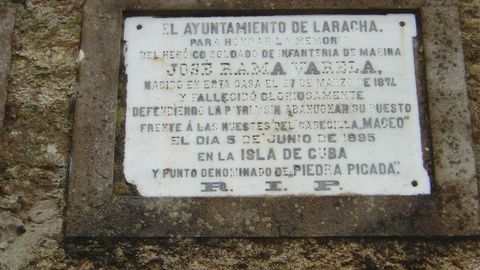 EL AYUNTAMIENTO DE LARACHA.
PARA HONRAR LA MEMORIA
DEL HERÓICO SOLDADO DE INFANTERIA DE MARINA
JOSE RAMA VARELA,
NACIDO EN ESTA CASA EL 27 DE MARZO DE 1874
Y FALLECIDO GLORIOSAMENTE
DEFENDIENDO LA PATRIA SIN ABANDONAR SU PUESTO
FRENTE Á LAS HUESTES DEL CABECILLA "MACEO"
EL DIA 5 DE JUNIO DE 1895
EN LA ISLA DE CUBA
Y PUNTO DENOMINADO DE "PIEDRA PICADA".
R. I. P.